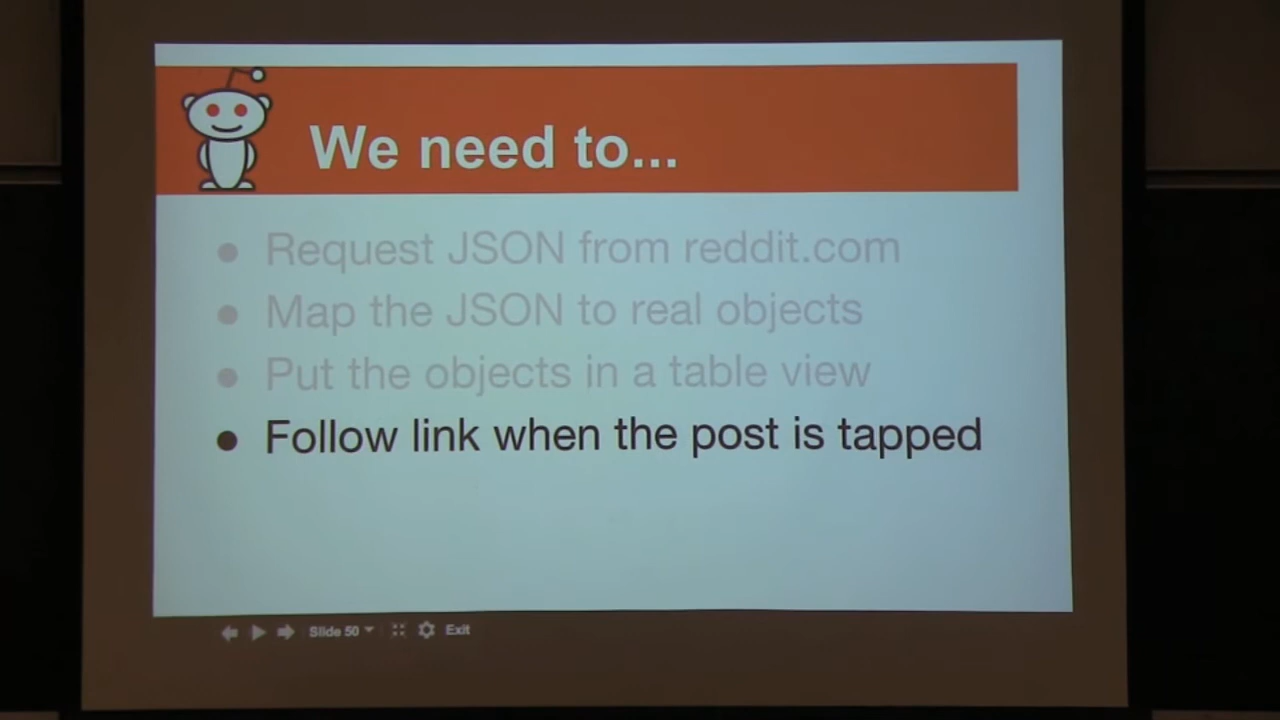 We need to...
Request JSON from reddit.com
Map the JSON to real objects
Put the objects in a table view
Follow link when the post is tapped
Slide 50
Exit